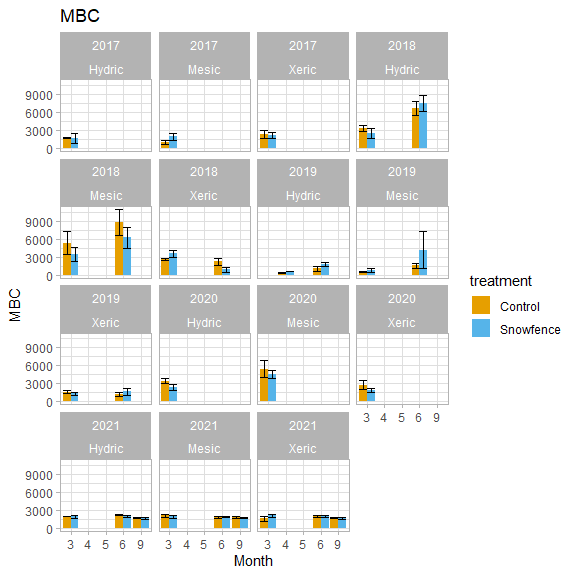 MBC
2017 2017 2017 2018
Hydric Mesic Xeric Hydric
9000
6000
3000
0
2018 2018 2019 2019
Mesic Xeric Hydric Mesic
9000
6000
3000
0
2019 2020 2020 2020
Xeric Hydric Mesic Xeric
9000
6000
3000
0
3 4 5 6 9
2021 2021 2021
Hydric Mesic Xeric
9000
6000
3000
0
3 4 5 6 9 3 4 5 6 9 3 4 5 6 9
Month
MBC
treatment
Control
Snowfence